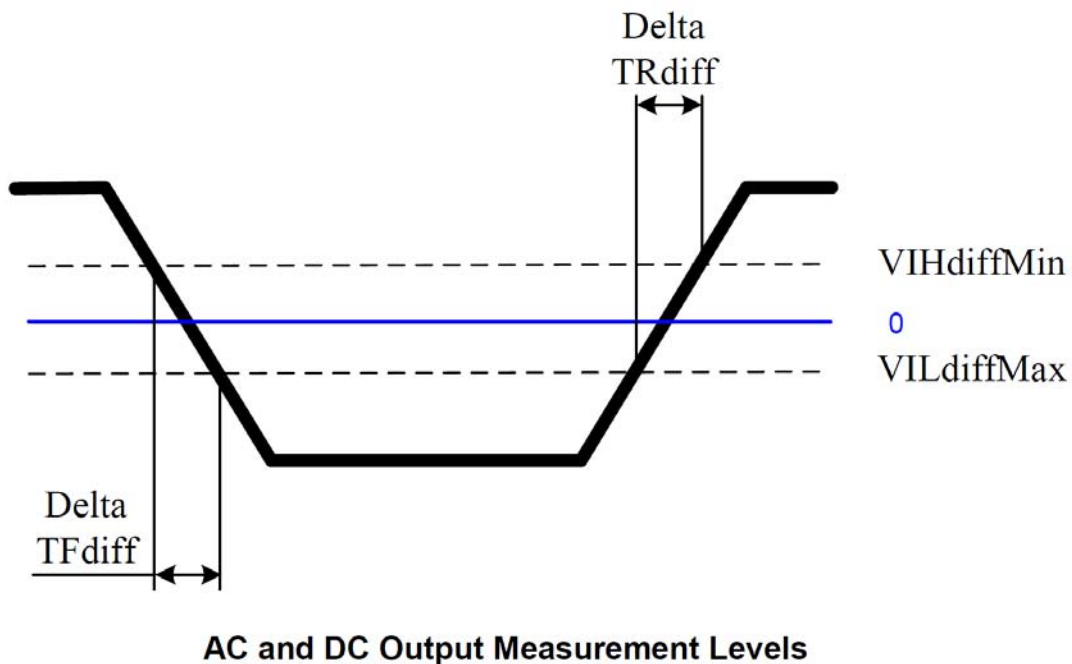 Delta
TRdiff
VIHdiffMin
0
VILdiffMax
Delta
TFdiff
AC and DC Output Measurement Levels